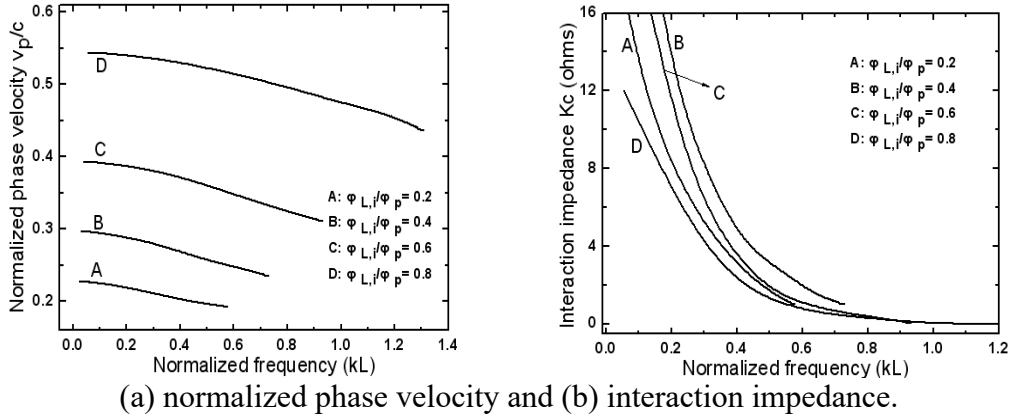 Normalized phase velocity v_p/c
0.6
0.5
0.4
0.3
0.2
D
C
B
A
A: φ_L,i/φ_p = 0.2
B: φ_L,i/φ_p = 0.4
C: φ_L,i/φ_p = 0.6
D: φ_L,i/φ_p = 0.8
0.0 0.2 0.4 0.6 0.8 1.0 1.2 1.4
Normalized frequency (kL)
Interaction impedance Kc (ohms)
16
12
8
4
0
A
B
C
D
A: φ_L,i/φ_p = 0.2
B: φ_L,i/φ_p = 0.4
C: φ_L,i/φ_p = 0.6
D: φ_L,i/φ_p = 0.8
0.0 0.2 0.4 0.6 0.8 1.0 1.2
Normalized frequency (kL)
(a) normalized phase velocity and (b) interaction impedance.